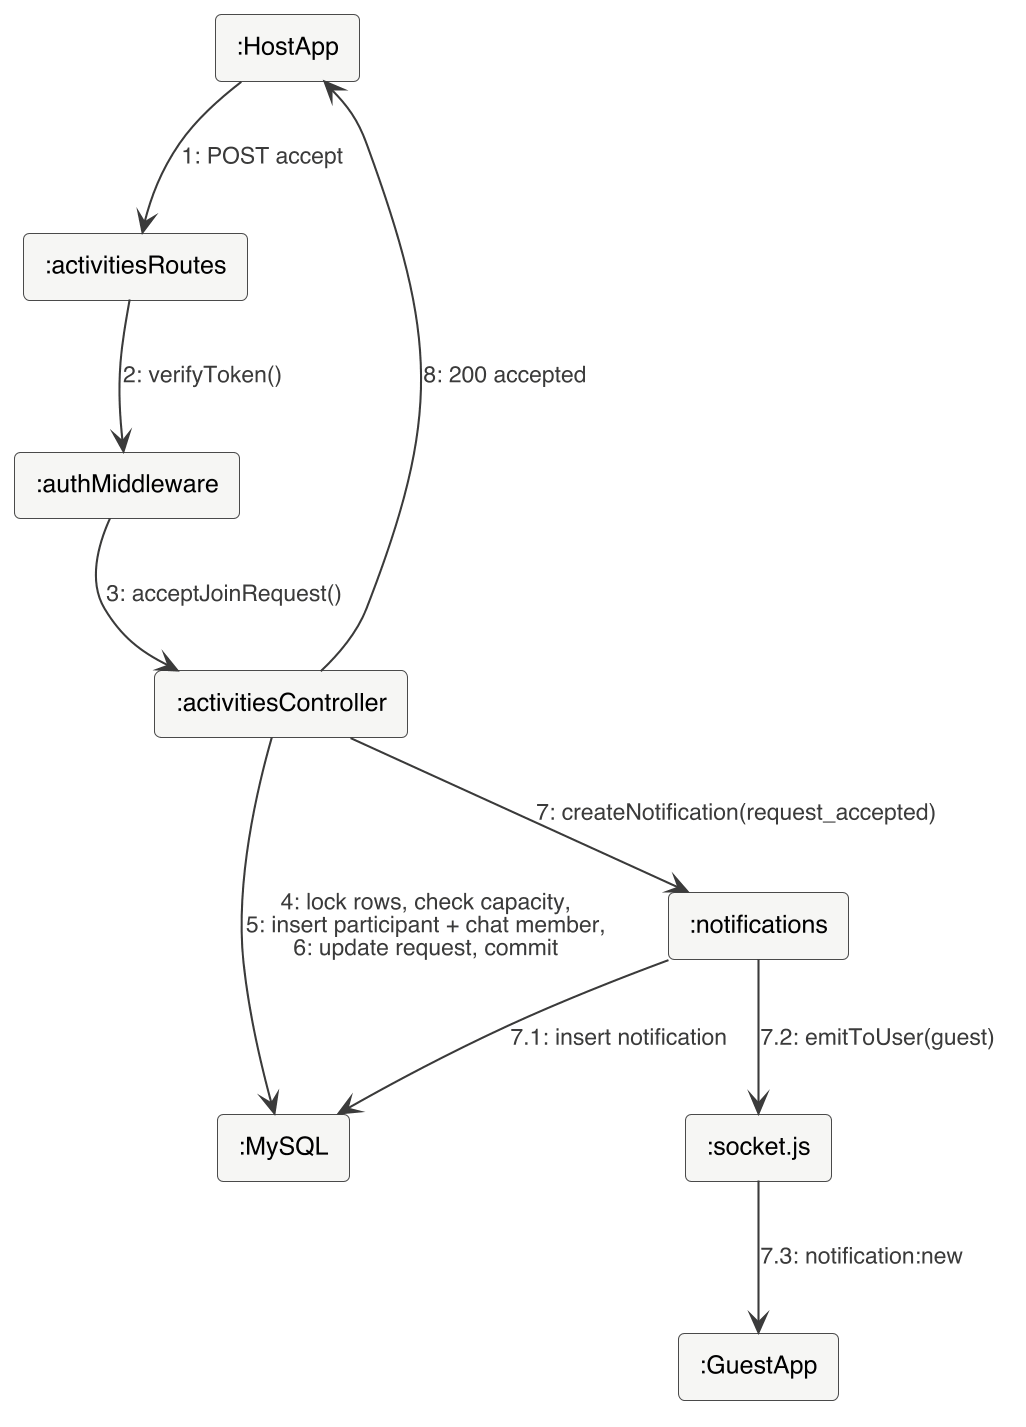 :HostApp
1: POST accept
:activitiesRoutes
2: verifyToken()
8: 200 accepted
:authMiddleware
3: acceptJoinRequest()
:activitiesController
7: createNotification(request_accepted)
4: lock rows, check capacity,
5: insert participant + chat member,
6: update request, commit
:notifications
7.1: insert notification
7.2: emitToUser(guest)
:MySQL
:socket.js
7.3: notification:new
:GuestApp